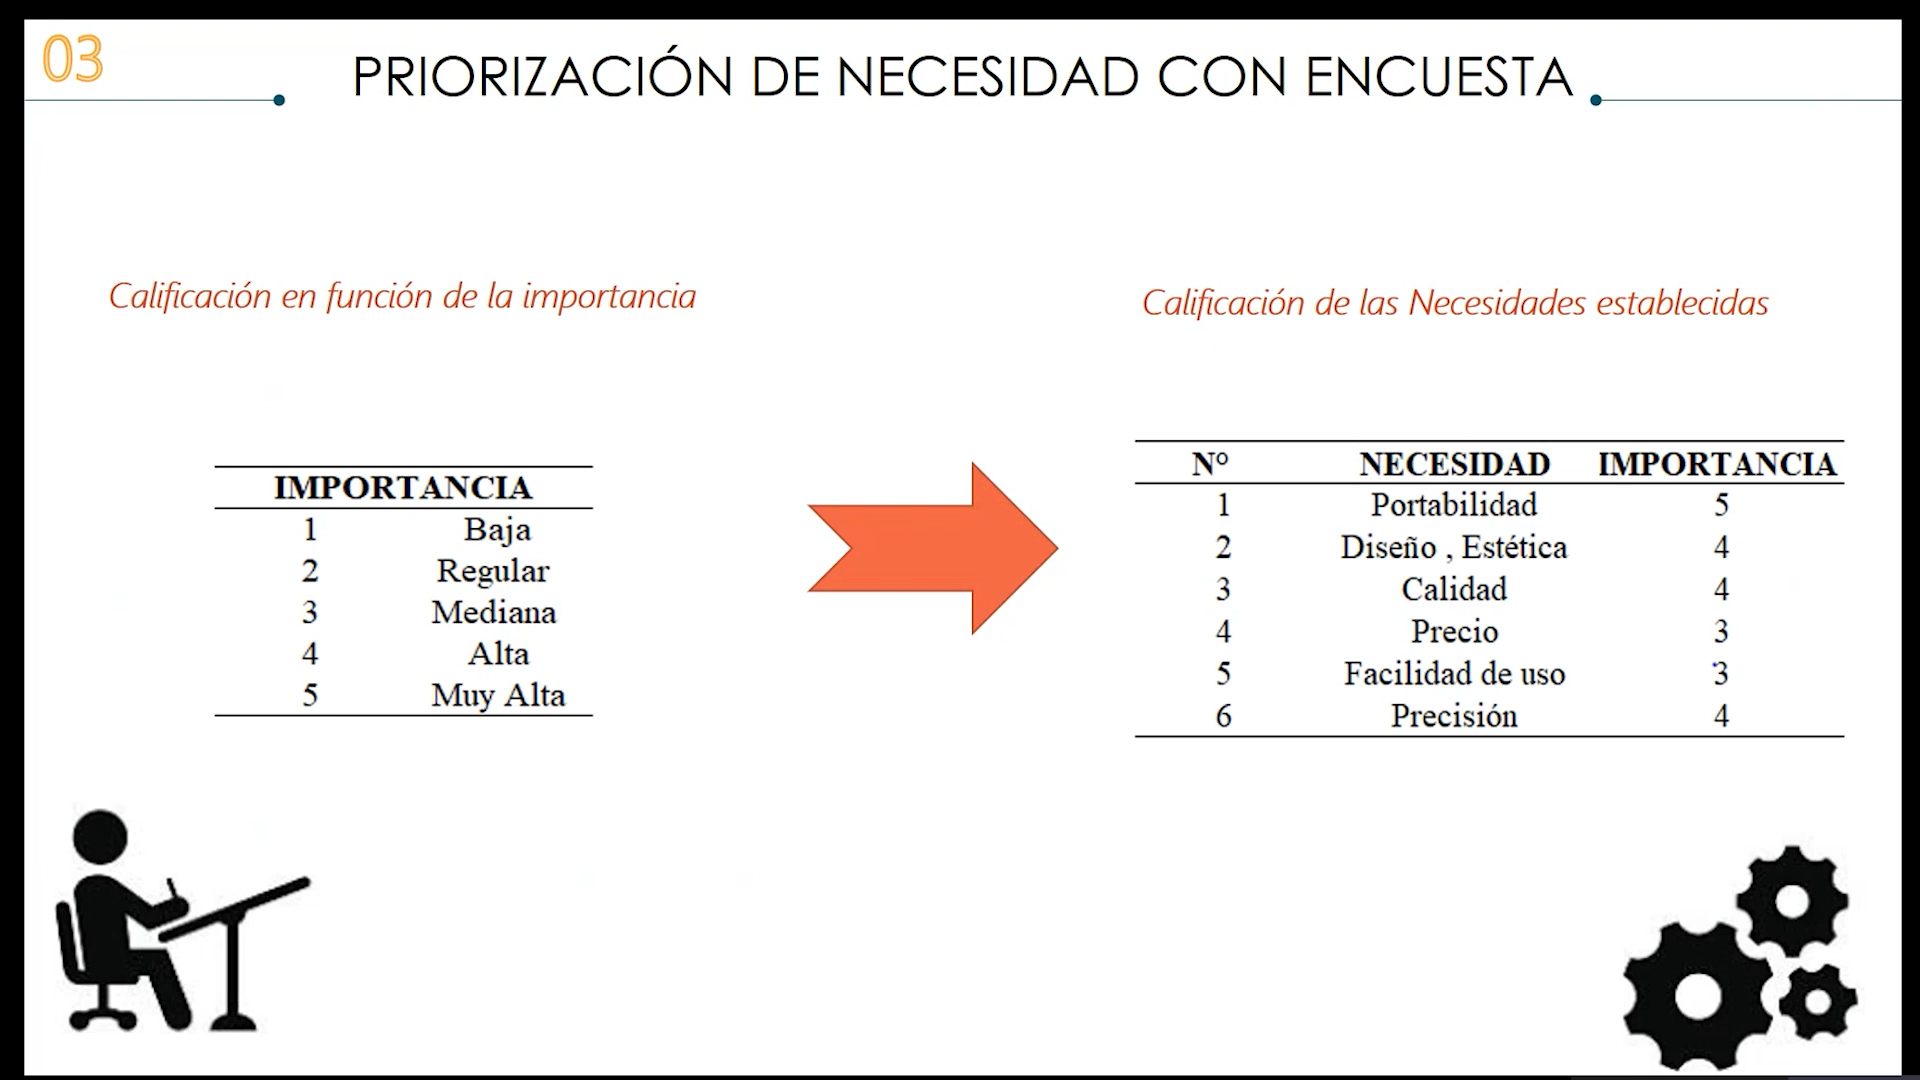 03
PRIORIZACIÓN DE NECESIDAD CON ENCUESTA
Calificación en función de la importancia
IMPORTANCIA
1 Baja
2 Regular
3 Mediana
4 Alta
5 Muy Alta
Calificación de las Necesidades establecidas
N° NECESIDAD IMPORTANCIA
1 Portabilidad 5
2 Diseño , Estética 4
3 Calidad 4
4 Precio 3
5 Facilidad de uso 3
6 Precisión 4